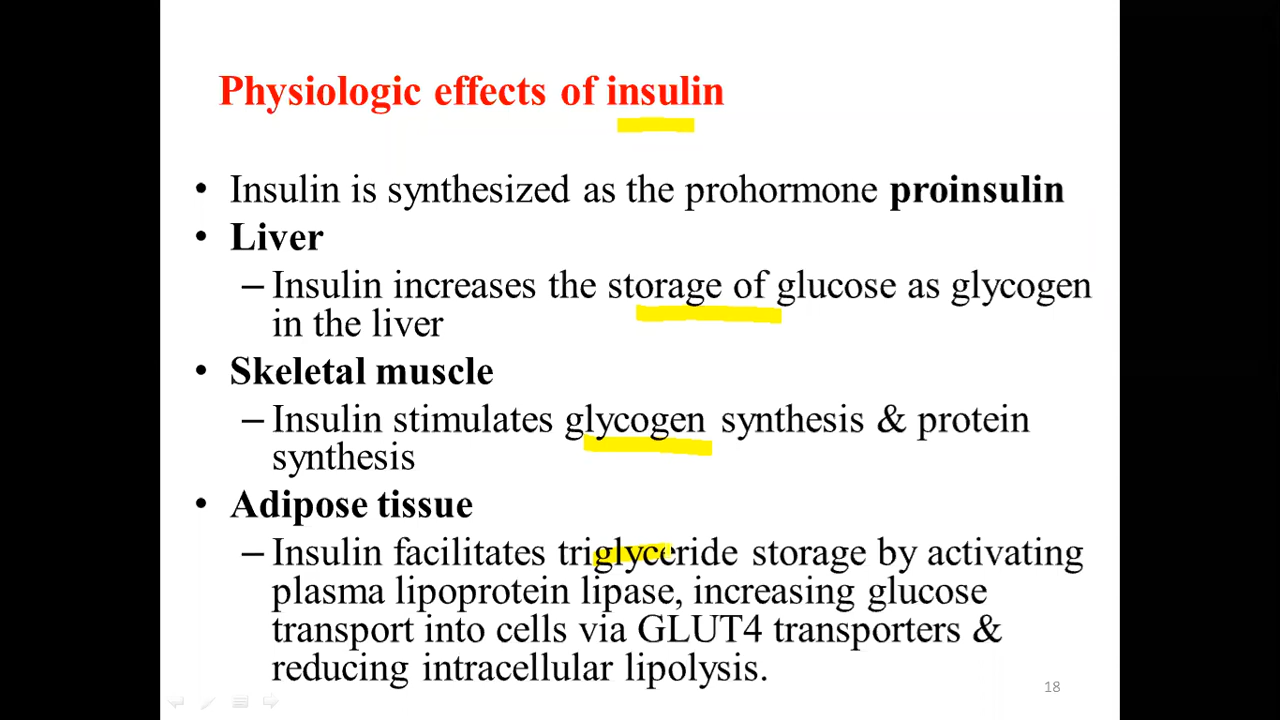 Physiologic effects of insulin
• Insulin is synthesized as the prohormone proinsulin
• Liver
– Insulin increases the storage of glucose as glycogen
in the liver
• Skeletal muscle
– Insulin stimulates glycogen synthesis & protein
synthesis
• Adipose tissue
– Insulin facilitates triglyceride storage by activating
plasma lipoprotein lipase, increasing glucose
transport into cells via GLUT4 transporters &
reducing intracellular lipolysis.
18